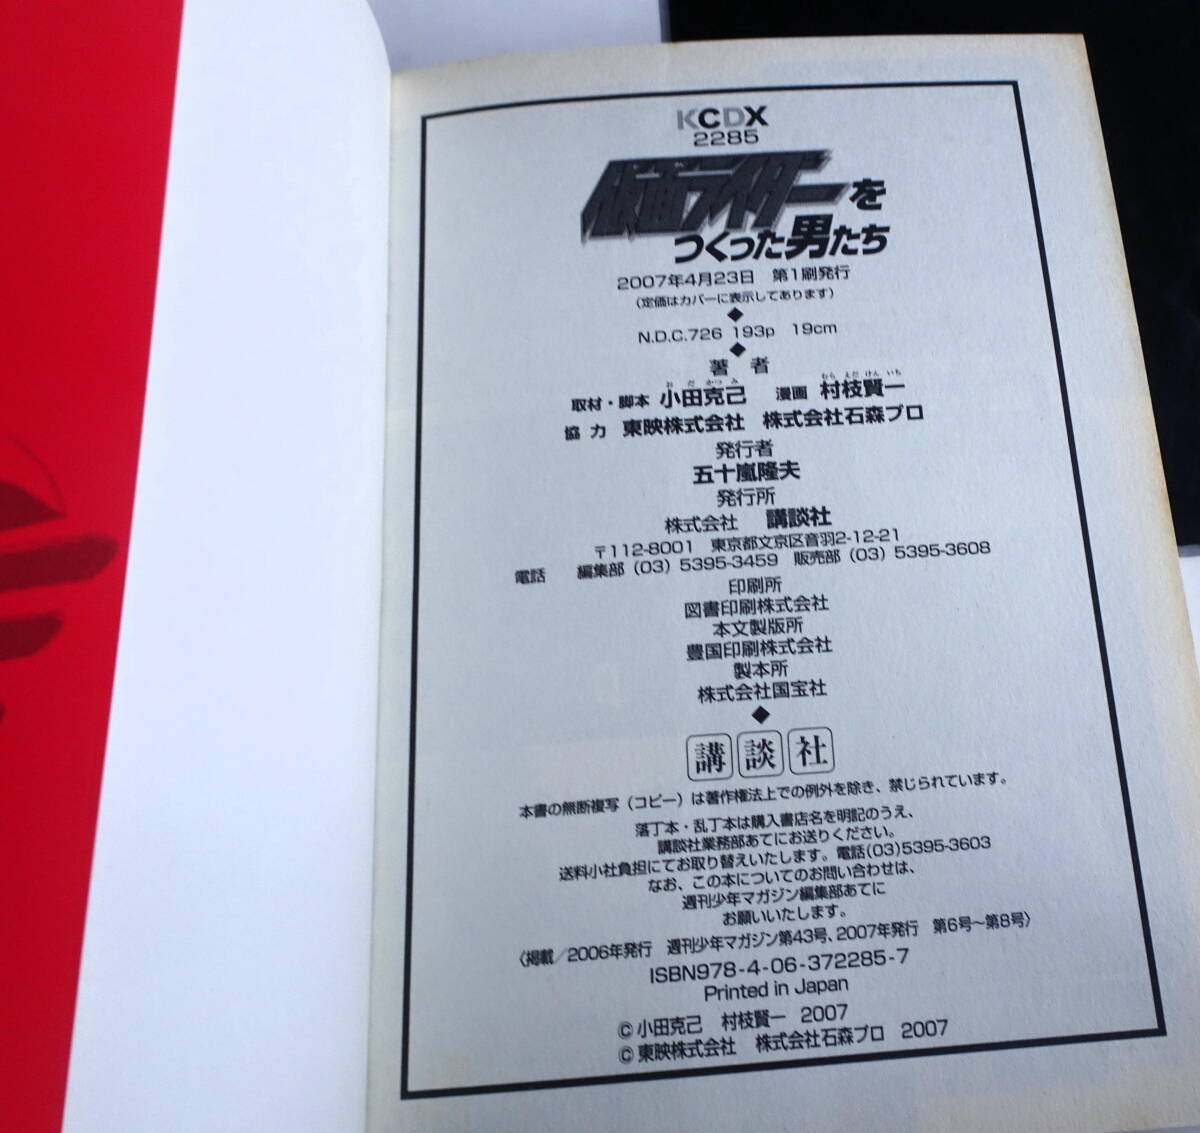 KCDX
2285
仮面ライダーを
つくった男たち
2007年4月23日　第1刷発行
（定価はカバーに表示してあります）
◆
N.D.C.726　193p　19cm
◆
著　者
おだかつみ　むらえだけんいち
取材・脚本　小田克己　漫画　村枝賢一
協力　東映株式会社　株式会社石森プロ
発行者
五十嵐隆夫
発行所
株式会社　講談社
〒112-8001　東京都文京区音羽2-12-21
電話　編集部（03）5395-3459　販売部（03）5395-3608
印刷所
図書印刷株式会社
本文製版所
豊国印刷株式会社
製本所
株式会社国宝社
◆
講談社
本書の無断複写（コピー）は著作権法上での例外を除き、禁じられています。
落丁本・乱丁本は購入書店名を明記のうえ、
講談社業務部あてにお送りください。
送料小社負担にてお取り替えいたします。電話(03)5395-3603
なお、この本についてのお問い合わせは、
週刊少年マガジン編集部あてに
お願いいたします。
〈掲載／2006年発行　週刊少年マガジン第43号、2007年発行　第6号〜第8号〉
ISBN978-4-06-372285-7
Printed in Japan
©小田克己　村枝賢一　2007
©東映株式会社　株式会社石森プロ　2007